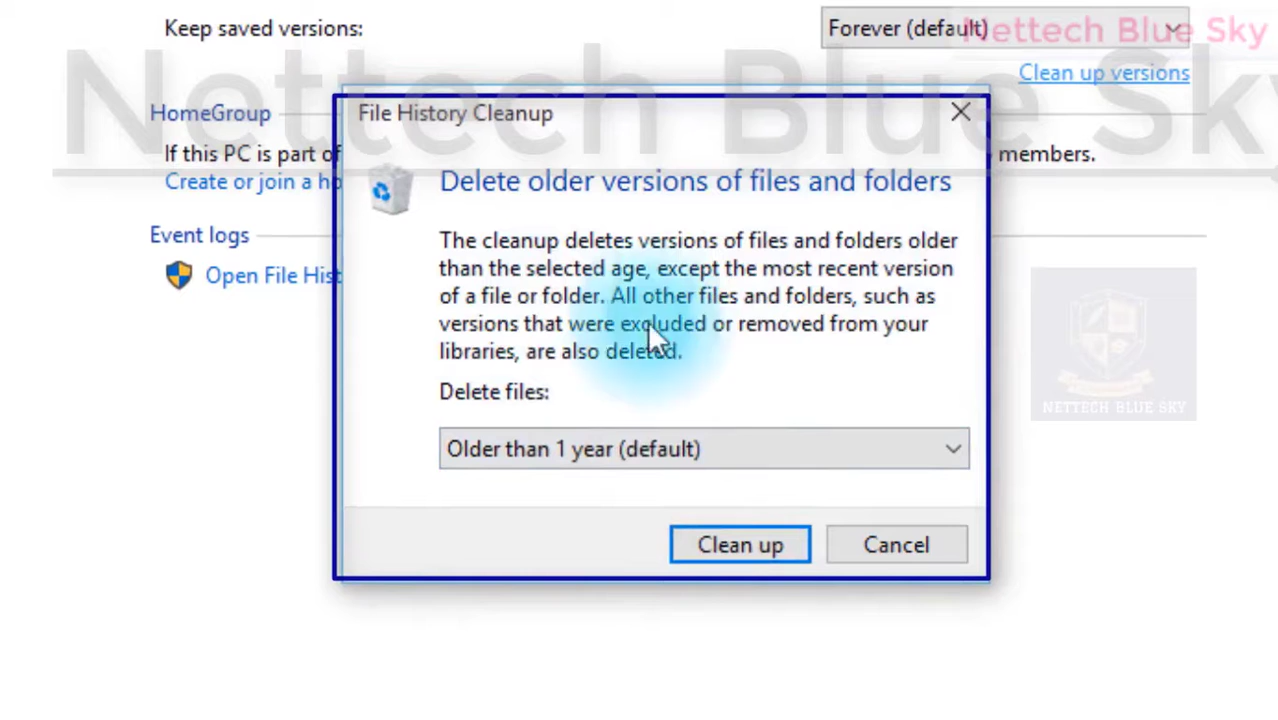 Keep saved versions:
Forever (default)
Nettech Blue Sky
Clean up versions
Nettech Blue Sky
HomeGroup
File History Cleanup
If this PC is part of
members.
Create or join a ho
Delete older versions of files and folders
Event logs
Open File Hist
The cleanup deletes versions of files and folders older
than the selected age, except the most recent version
of a file or folder. All other files and folders, such as
versions that were excluded or removed from your
libraries, are also deleted.
Delete files:
Older than 1 year (default)
NETTECH BLUE SKY
Clean up
Cancel